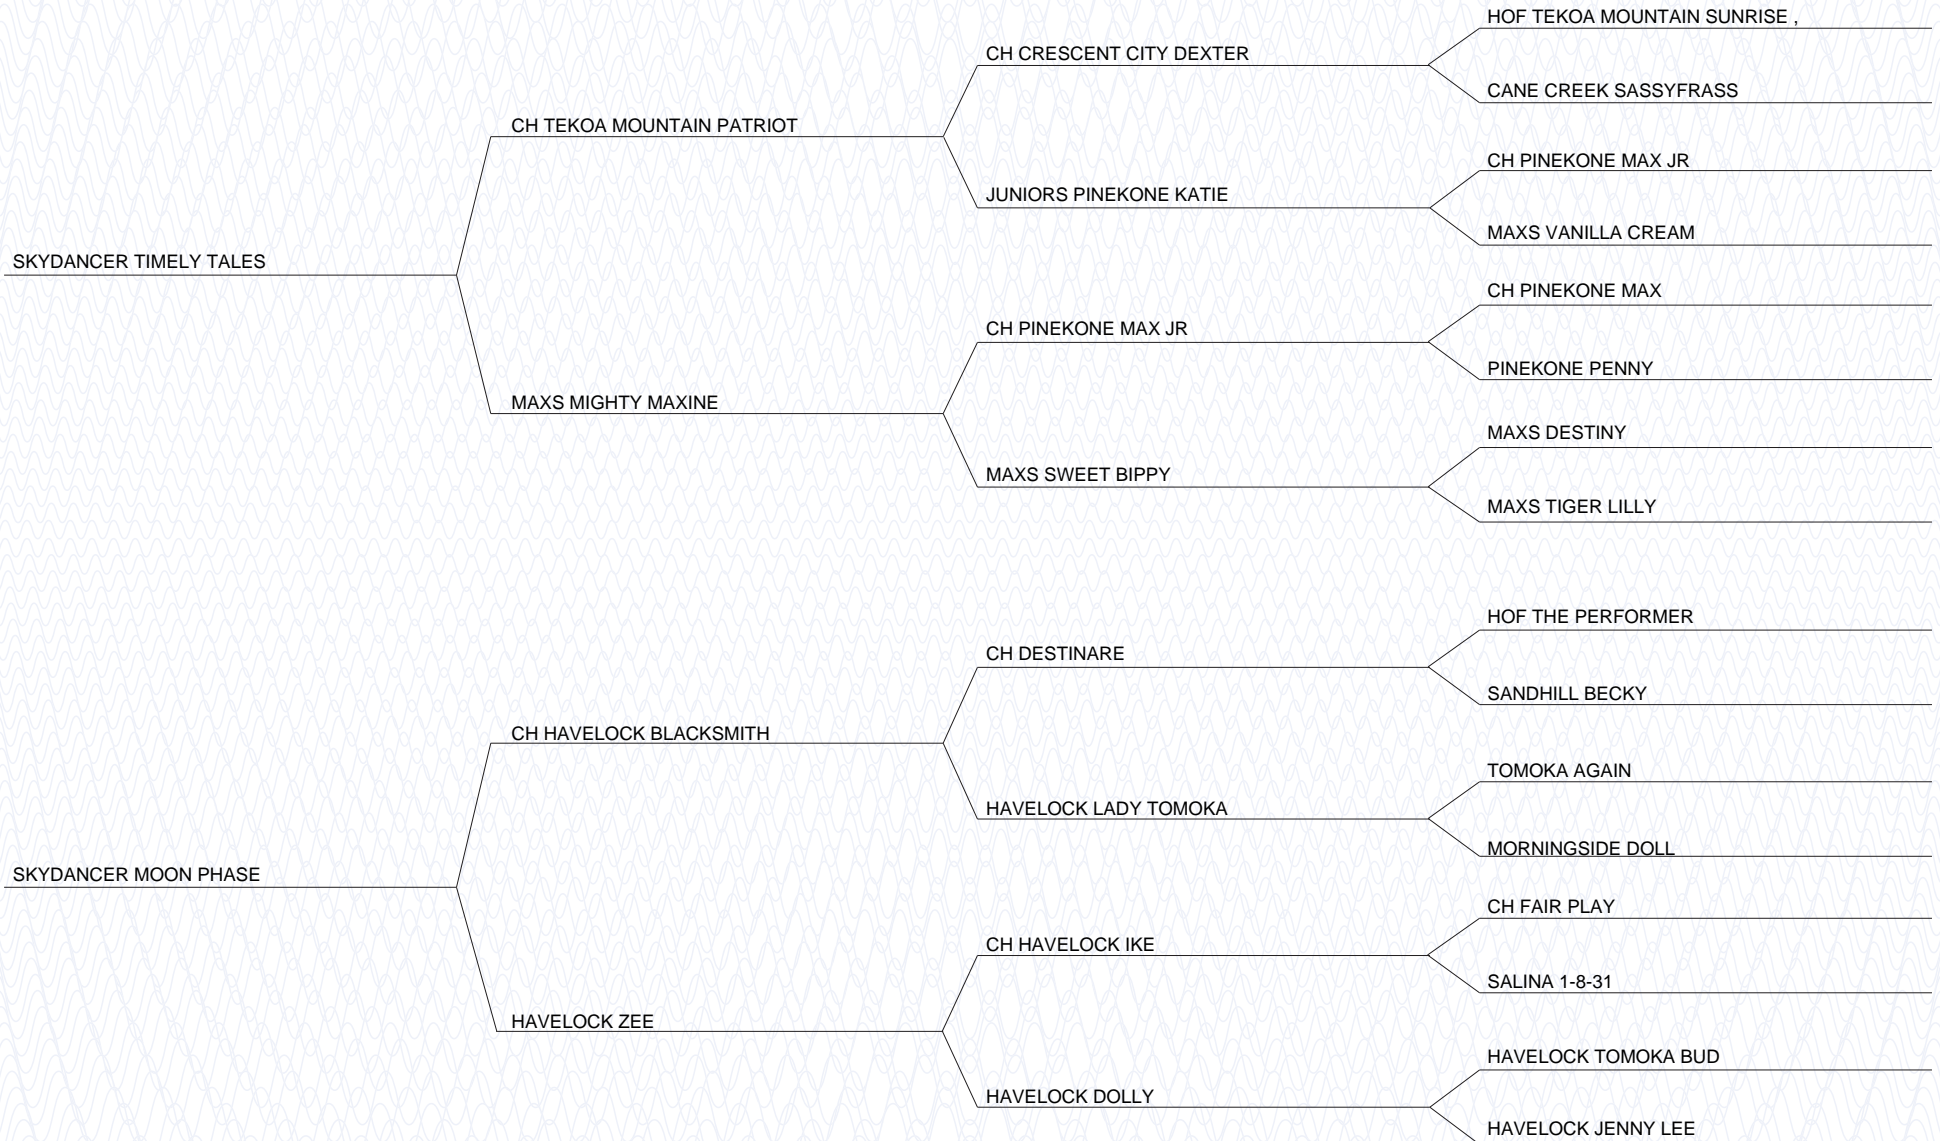 HOF TEKOA MOUNTAIN SUNRISE ,
CH CRESCENT CITY DEXTER
CANE CREEK SASSYFRASS
CH TEKOA MOUNTAIN PATRIOT
CH PINEKONE MAX JR
JUNIORS PINEKONE KATIE
MAXS VANILLA CREAM
SKYDANCER TIMELY TALES
CH PINEKONE MAX
CH PINEKONE MAX JR
PINEKONE PENNY
MAXS MIGHTY MAXINE
MAXS DESTINY
MAXS SWEET BIPPY
MAXS TIGER LILLY
HOF THE PERFORMER
CH DESTINARE
SANDHILL BECKY
CH HAVELOCK BLACKSMITH
TOMOKA AGAIN
HAVELOCK LADY TOMOKA
MORNINGSIDE DOLL
SKYDANCER MOON PHASE
CH FAIR PLAY
CH HAVELOCK IKE
SALINA 1-8-31
HAVELOCK ZEE
HAVELOCK TOMOKA BUD
HAVELOCK DOLLY
HAVELOCK JENNY LEE